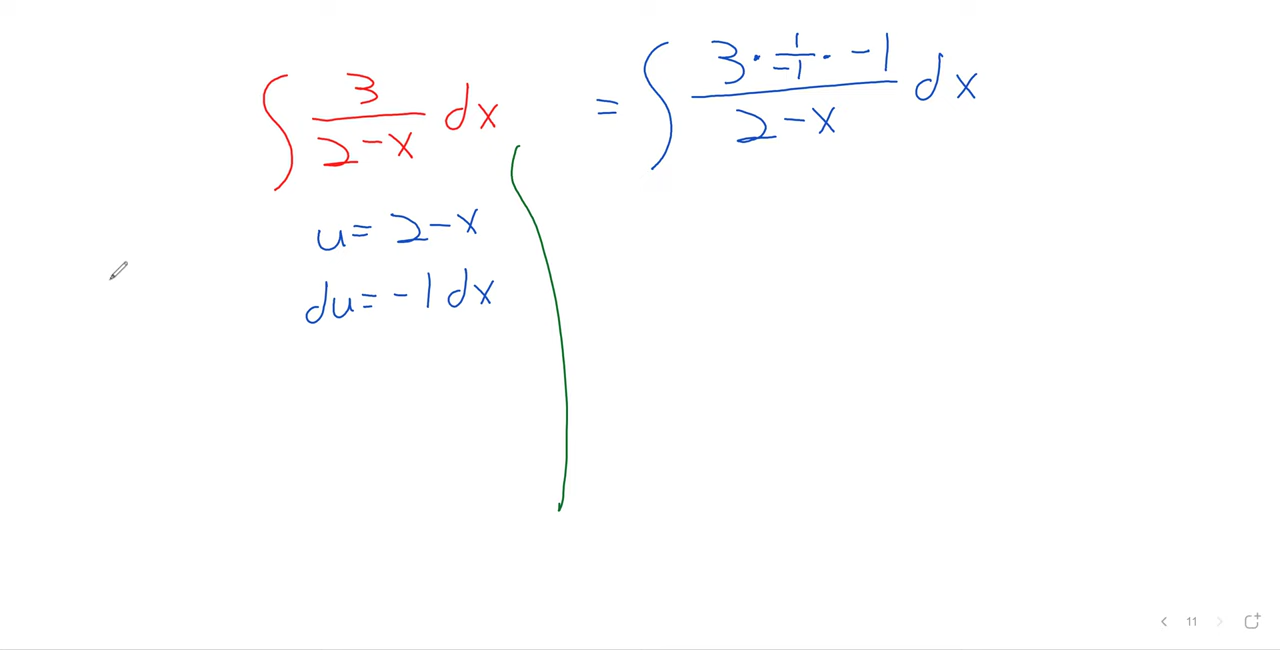 ∫ 3/(2-x) dx = ∫ (3 · 1/-1 · -1)/(2-x) dx
u = 2-x
du = -1 dx
11